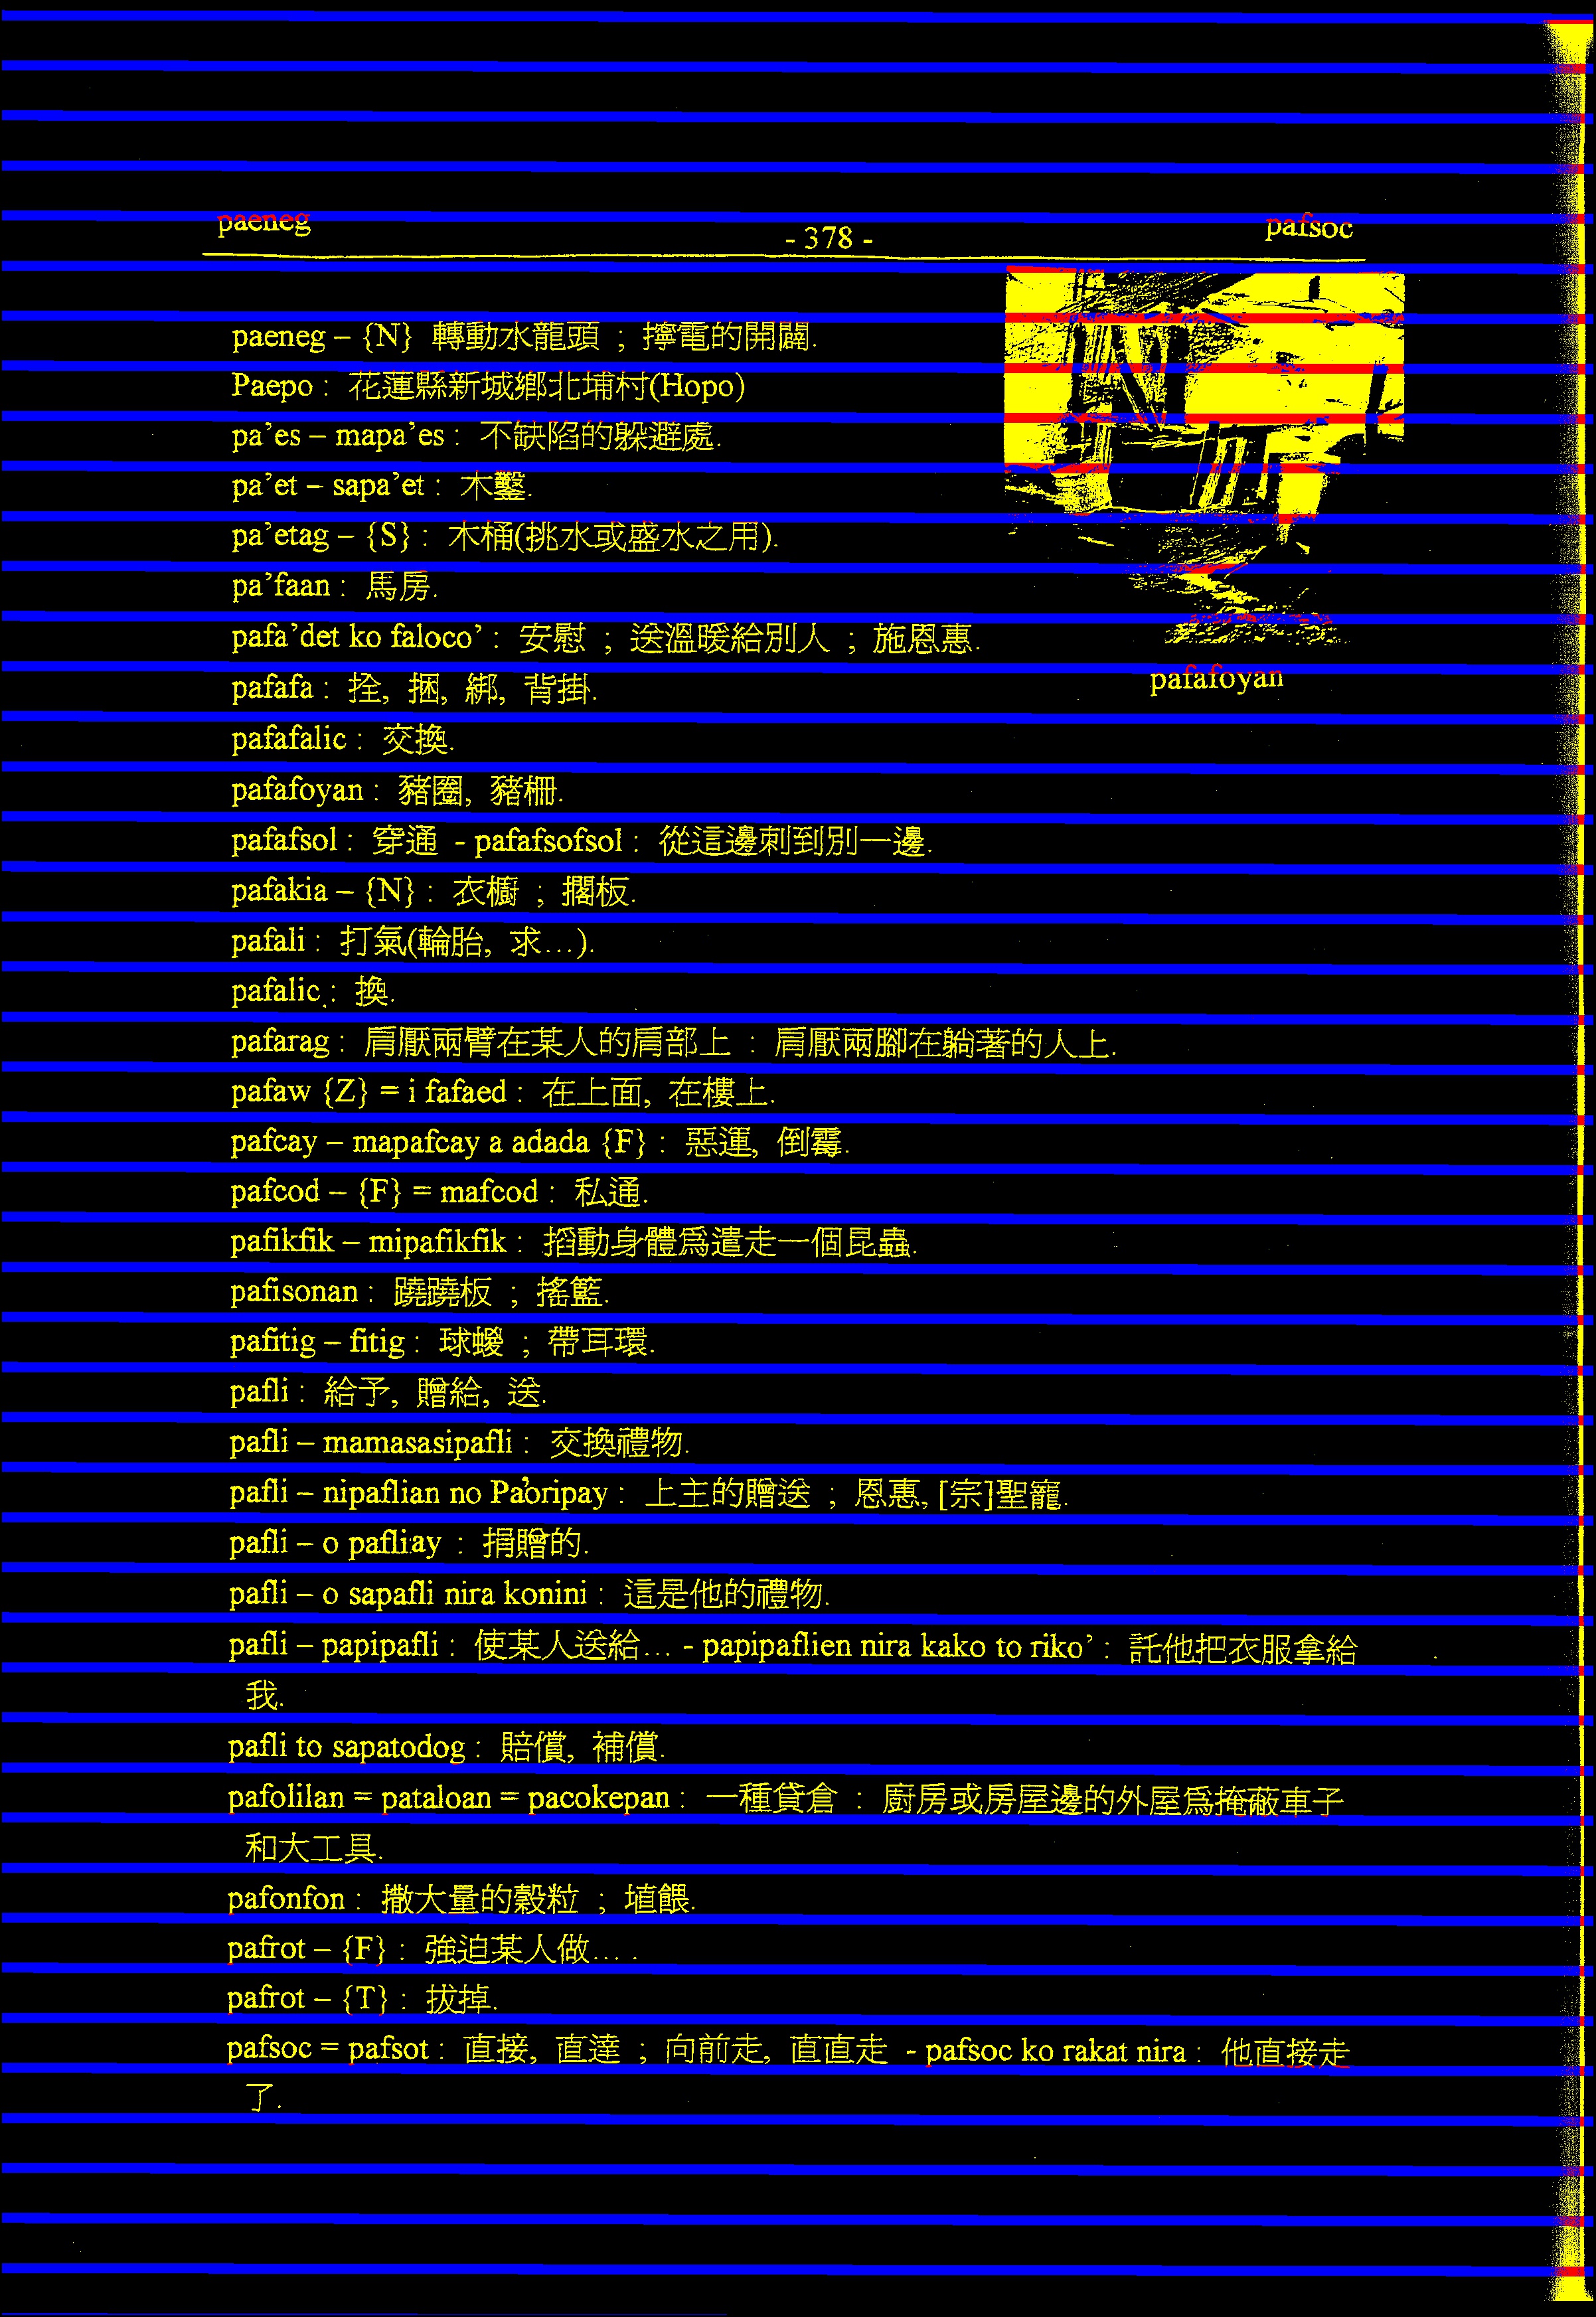 paeneg
- 378 -
pafsoc
paeneg – {N} 轉動水龍頭 ; 擰電的開闢.
Paepo : 花蓮縣新城鄉北埔村(Hopo)
pa'es – mapa'es : 不缺陷的躲避處.
pa'et – sapa'et : 木鑿.
pa'etag – {S} : 木桶(挑水或盛水之用).
pa'faan : 馬房.
pafa'det ko faloco' : 安慰 ; 送溫暖給別人 ; 施恩惠.
pafafa : 拴, 捆, 綁, 背掛.
pafafalic : 交換.
pafafoyan : 豬圈, 豬柵.
pafafoyan
pafafsol : 穿通 - pafafsofsol : 從這邊刺到別一邊.
pafakia – {N} : 衣櫥 ; 擱板.
pafali : 打氣(輪胎, 求...).
pafalic : 換.
pafarag : 肩厭兩臂在某人的肩部上 : 肩厭兩腳在躺著的人上.
pafaw {Z} = i fafaed : 在上面, 在樓上.
pafcay – mapafcay a adada {F} : 惡運, 倒霉.
pafcod – {F} = mafcod : 私通.
pafikfik – mipafikfik : 搯動身體為遣走一個昆蟲.
pafisonan : 蹺蹺板 ; 搖籃.
pafitig – fitig : 球 ; 帶耳環.
pafli : 給予, 贈給, 送.
pafli – mamasasipafli : 交換禮物.
pafli – nipaflian no Pa'oripay : 上主的贈送 ; 恩惠, [宗]聖寵.
pafli – o pafliay : 捐贈的.
pafli – o sapafli nira konini : 這是他的禮物.
pafli – papipafli : 使某人送給... - papipaflien nira kako to riko' : 託他把衣服拿給
我.
pafli to sapatodog : 賠償, 補償.
pafolilan = pataloan = pacokepan : 一種貸倉 : 廚房或房屋邊的外屋為掩蔽車子
和大工具.
pafonfon : 撒大量的穀粒 ; 埴餵.
pafrot – {F} : 強迫某人做....
pafrot – {T} : 拔掉.
pafsoc = pafsot : 直接, 直達 ; 向前走, 直直走 - pafsoc ko rakat nira : 他直接走
了.